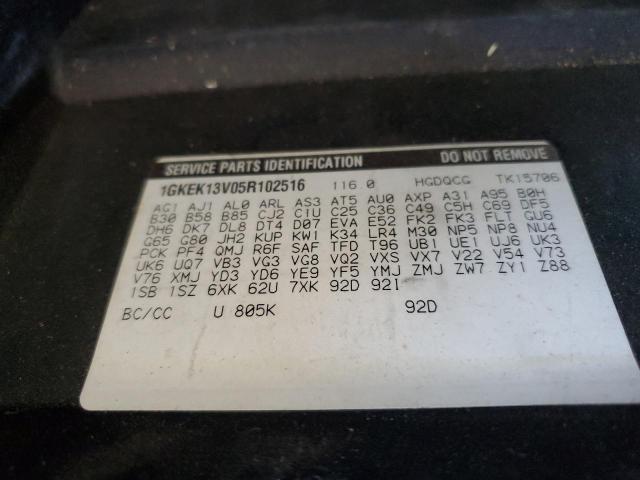 SERVICE PARTS IDENTIFICATION DO NOT REMOVE
1GKEK13V05R102516 116.0 HGDQCG TK15706
AG1 AJ1 AL0 ARL AS3 AT5 AU0 AXP A31 A95 B0H
B30 B58 B85 CJ2 C1U C25 C36 C49 C5H C69 DF5
DH6 DK7 DL8 DT4 D07 EVA E52 FK2 FK3 FLT GU6
G65 G80 JH2 KUP KW1 K34 LR4 M30 NP5 NP8 NU4
PCK PF4 QMJ R6F SAF TFD T96 UB1 UE1 UJ6 UK3
UK6 UQ7 VB3 VG3 VG8 VQ2 VXS VX7 V22 V54 V73
V76 XMJ YD3 YD6 YE9 YF5 YMJ ZMJ ZW7 ZY1 Z88
1SB 1SZ 6XK 62U 7XK 92D 92I
BC/CC U 805K 92D